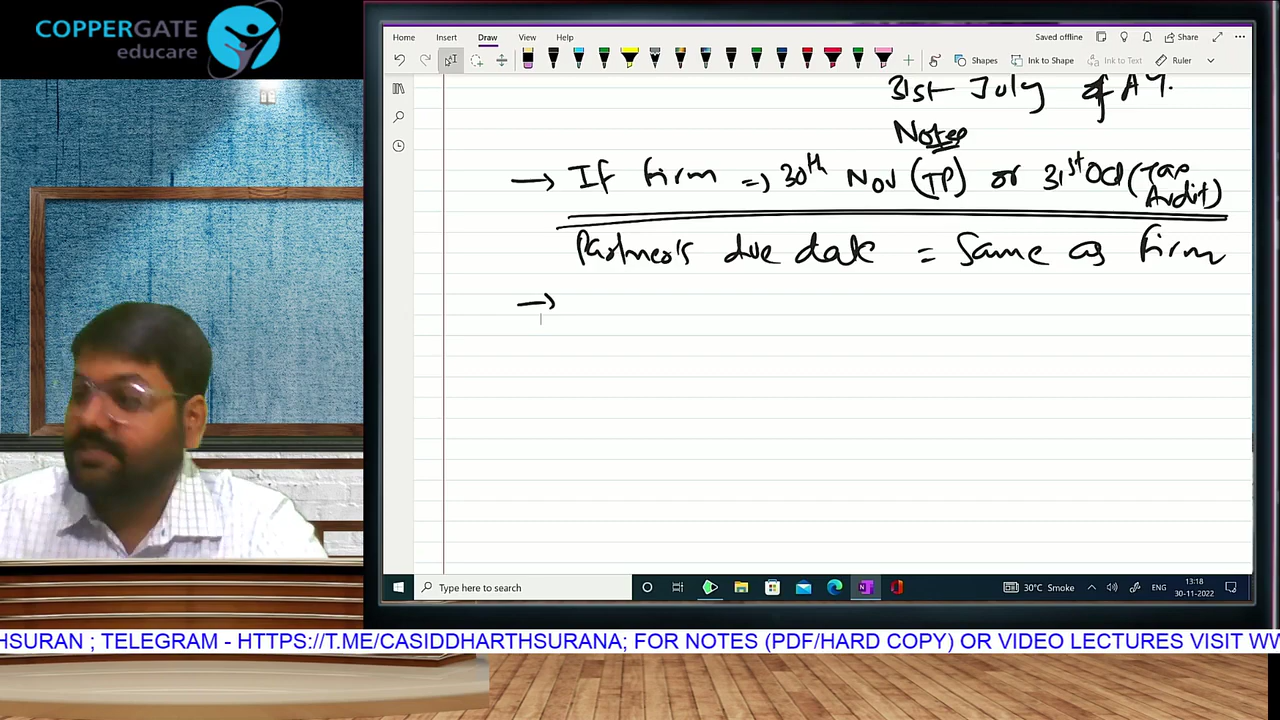 COPPERGATE
educare
Home Insert Draw View Help
Saved offline
Share
Shapes
Ink to Shape
Ink to Text
Ruler
31st July of AY.
Notes
→ If firm => 30th Nov (TP) or 31st Oct (Tax Audit)
Partner's due date = Same as firm
→
Type here to search
30°C Smoke
ENG
13:18
30-11-2022
HSURAN ; TELEGRAM - HTTPS://T.ME/CASIDDHARTHSURANA; FOR NOTES (PDF/HARD COPY) OR VIDEO LECTURES VISIT WW